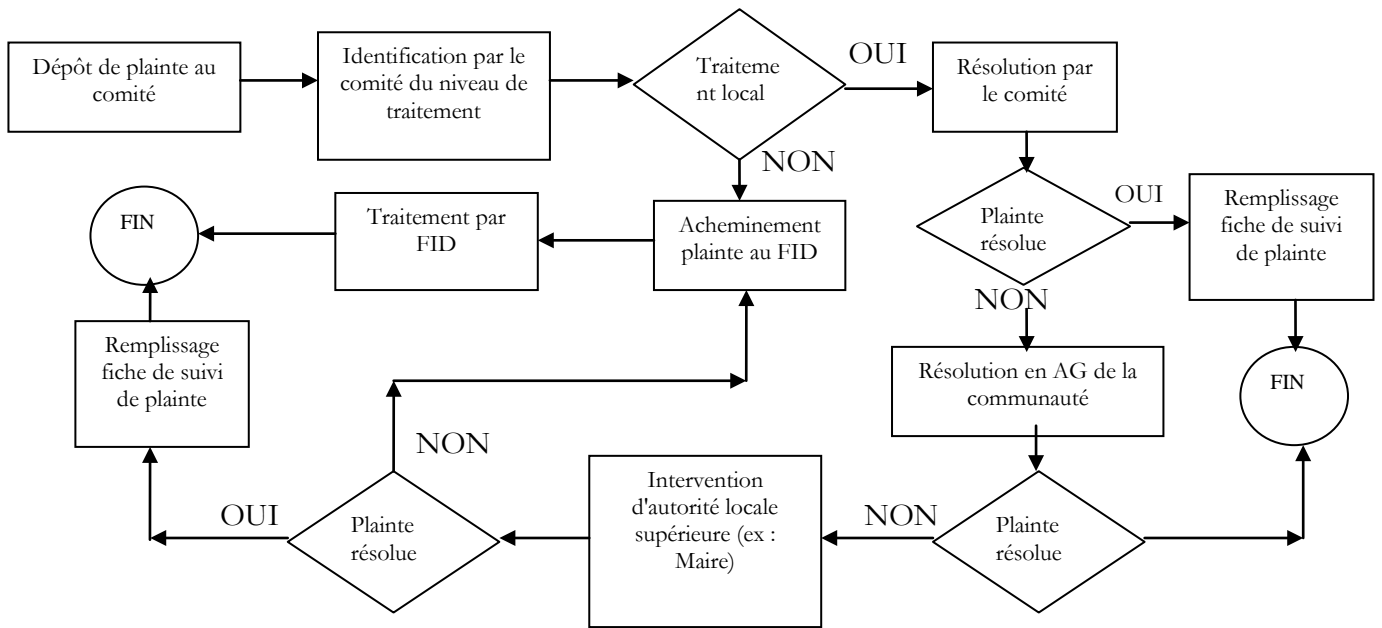 Dépôt de plainte au
comité
Identification par le
comité du niveau de
traitement
Traiteme
nt local
OUI
Résolution par
le comité
NON
FIN
Traitement par
FID
Acheminement
plainte au FID
Plainte
résolue
OUI
Remplissage
fiche de suivi
de plainte
NON
Remplissage
fiche de suivi
de plainte
Résolution en AG de la
communauté
FIN
NON
OUI
Plainte
résolue
Intervention
d'autorité locale
supérieure (ex :
Maire)
NON
Plainte
résolue